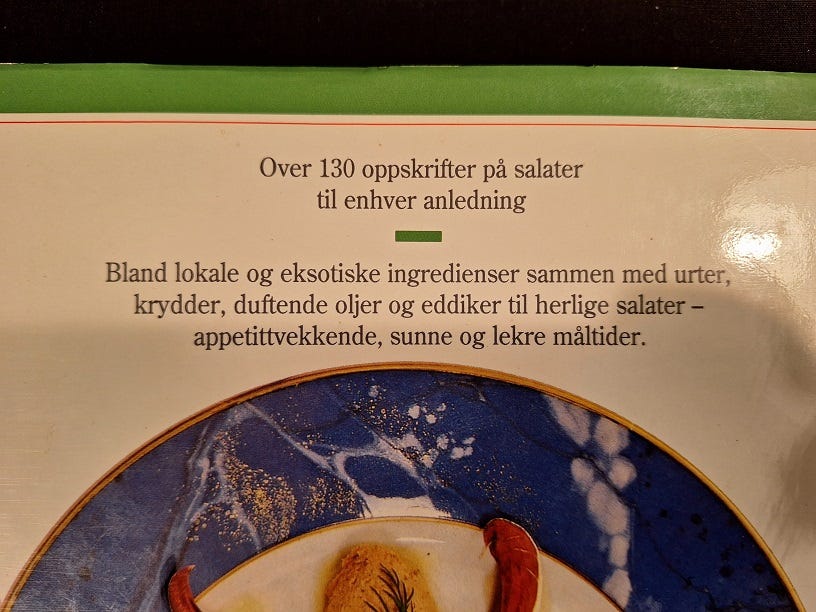 Over 130 oppskrifter på salater
til enhver anledning
Bland lokale og eksotiske ingredienser sammen med urter,
krydder, duftende oljer og eddiker til herlige salater –
appetittvekkende, sunne og lekre måltider.